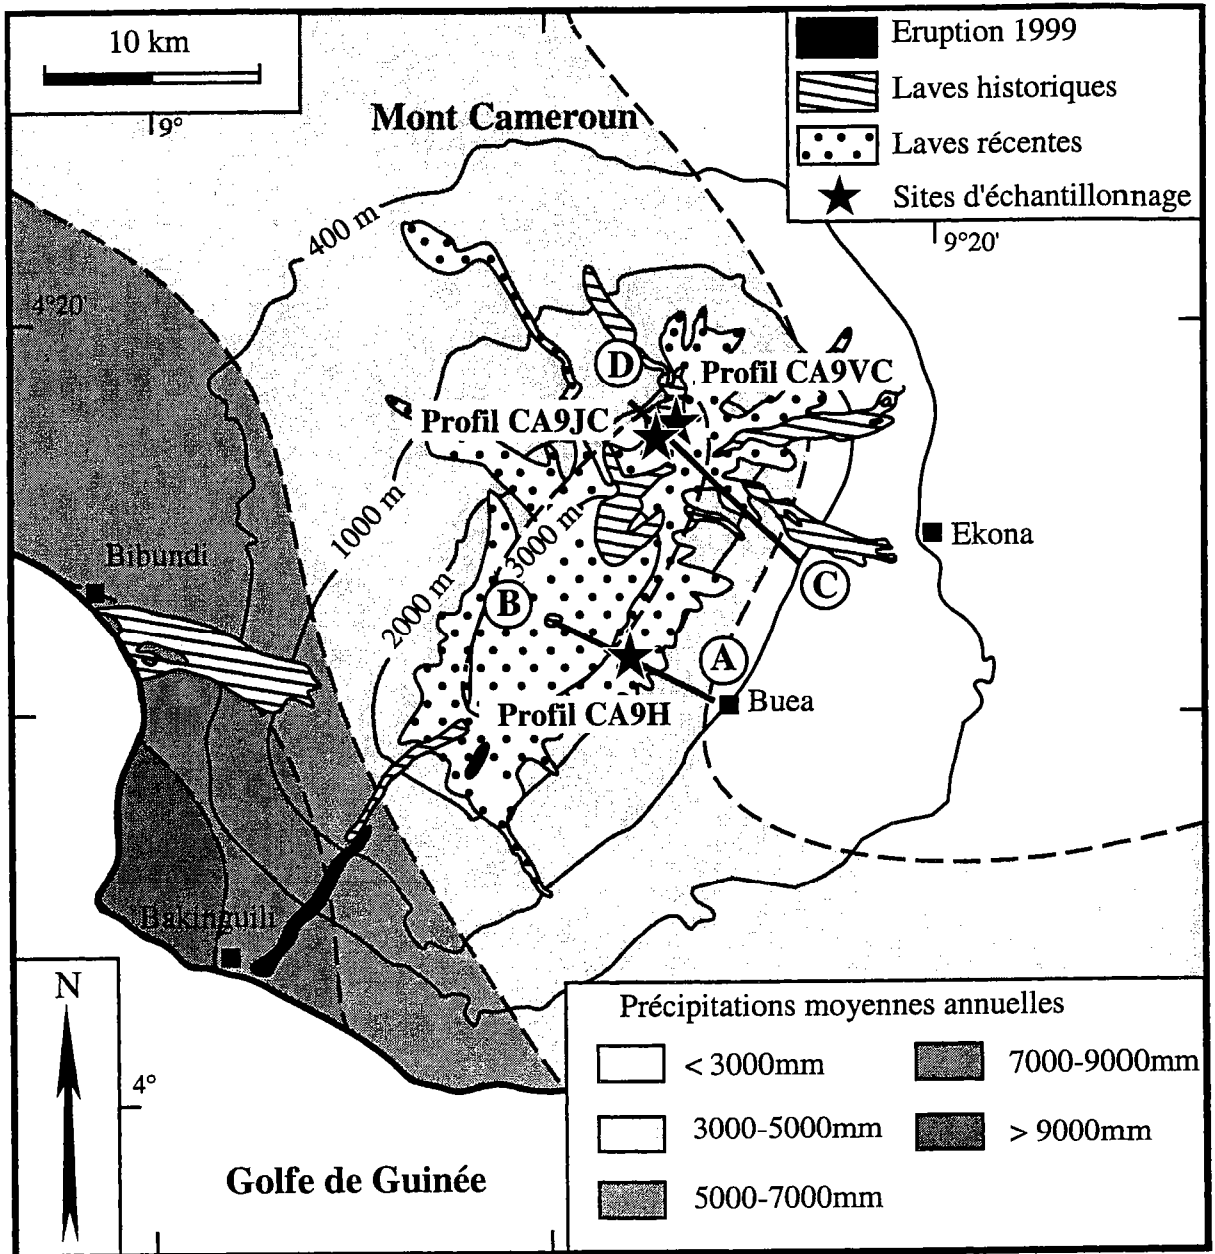 10 km
Eruption 1999
Laves historiques
Laves récentes
Sites d'échantillonnage
9°
Mont Cameroun
9°20'
400 m
4°20'
D
Profil CA9VC
Profil CA9JC
1000 m
3000 m
Ekona
Bibundi
2000 m
B
C
A
Buea
Profil CA9H
Bakinguili
N
4°
Golfe de Guinée
Précipitations moyennes annuelles
< 3000mm
7000-9000mm
3000-5000mm
> 9000mm
5000-7000mm